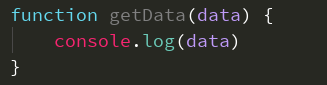 function getData(data) {
    console.log(data)
}